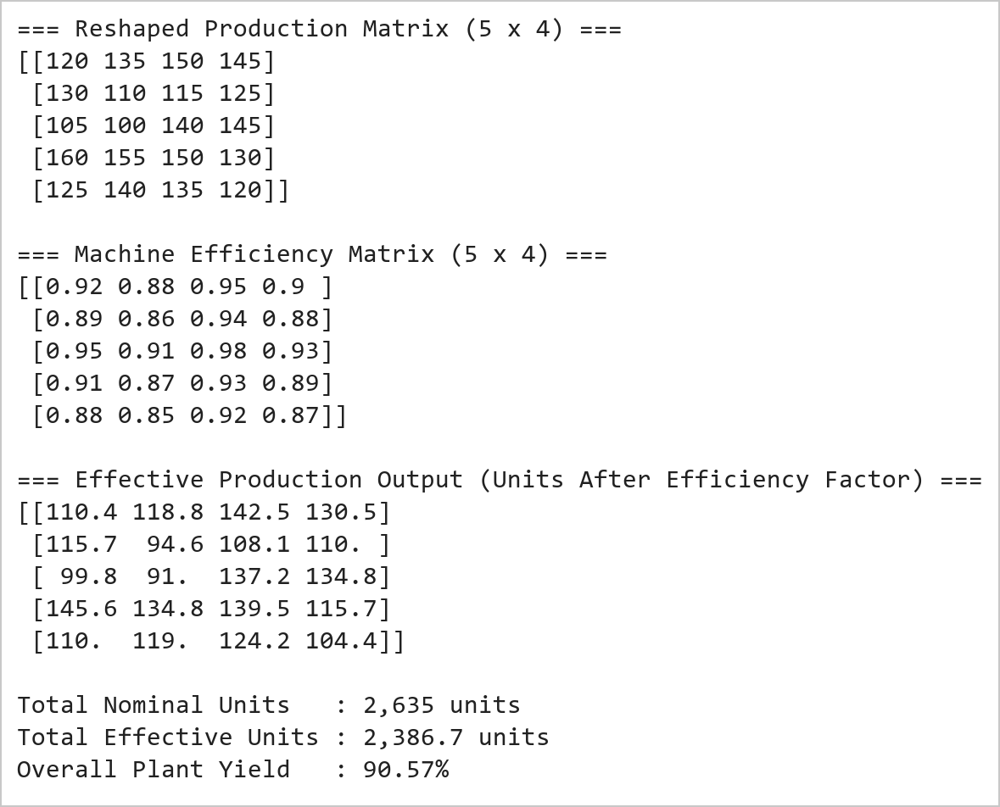 === Reshaped Production Matrix (5 x 4) ===
[[120 135 150 145]
 [130 110 115 125]
 [105 100 140 145]
 [160 155 150 130]
 [125 140 135 120]]

=== Machine Efficiency Matrix (5 x 4) ===
[[0.92 0.88 0.95 0.9 ]
 [0.89 0.86 0.94 0.88]
 [0.95 0.91 0.98 0.93]
 [0.91 0.87 0.93 0.89]
 [0.88 0.85 0.92 0.87]]

=== Effective Production Output (Units After Efficiency Factor) ===
[[110.4 118.8 142.5 130.5]
 [115.7  94.6 108.1 110. ]
 [ 99.8  91.  137.2 134.8]
 [145.6 134.8 139.5 115.7]
 [110.  119.  124.2 104.4]]

Total Nominal Units   : 2,635 units
Total Effective Units : 2,386.7 units
Overall Plant Yield   : 90.57%